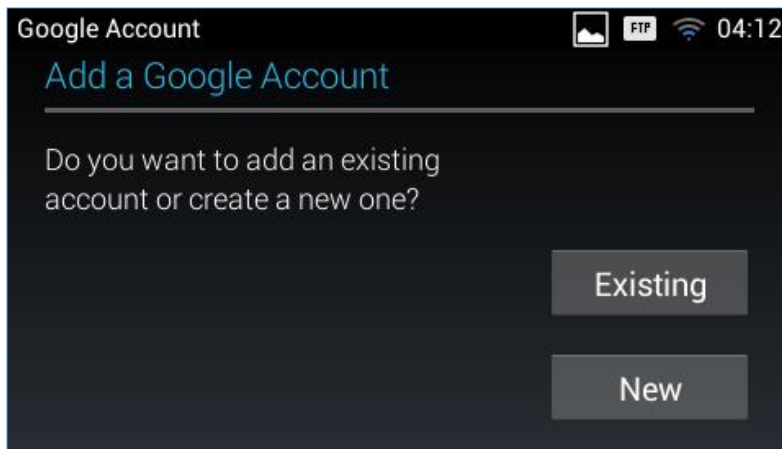 Google Account FTP 04:12
Add a Google Account
Do you want to add an existing
account or create a new one?
Existing
New